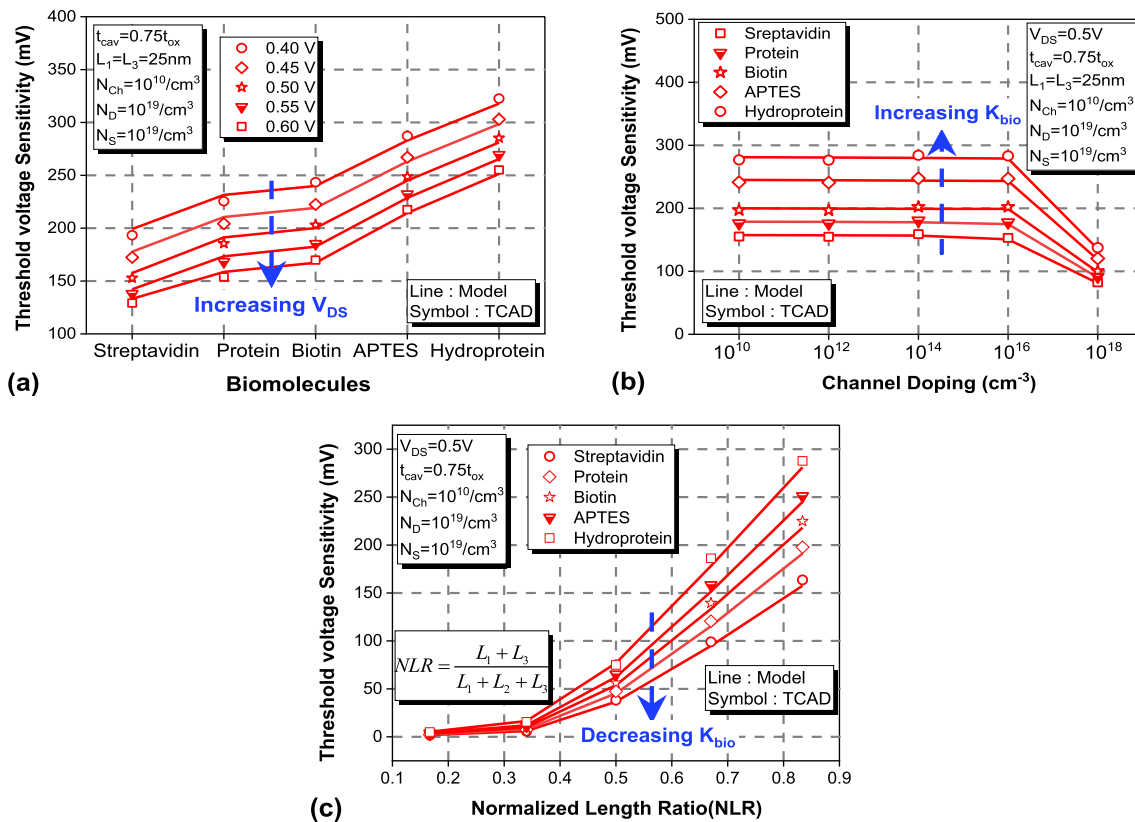 400
350
300
250
200
150
100
Threshold voltage Sensitivity (mV)
t_cav=0.75t_ox
L_1=L_3=25nm
N_Ch=10^10/cm^3
N_D=10^19/cm^3
N_S=10^19/cm^3
0.40 V
0.45 V
0.50 V
0.55 V
0.60 V
Increasing V_DS
Line : Model
Symbol : TCAD
Streptavidin Protein Biotin APTES Hydroprotein
(a) Biomolecules
500
400
300
200
100
0
Threshold voltage Sensitivity (mV)
Sreptavidin
Protein
Biotin
APTES
Hydroprotein
V_DS=0.5V
t_cav=0.75t_ox
L_1=L_3=25nm
N_Ch=10^10/cm^3
N_D=10^19/cm^3
N_S=10^19/cm^3
Increasing K_bio
Line : Model
Symbol : TCAD
10^10 10^12 10^14 10^16 10^18
(b) Channel Doping (cm^-3)
300
250
200
150
100
50
0
Threshold voltage Sensitivity (mV)
V_DS=0.5V
t_cav=0.75t_ox
N_Ch=10^10/cm^3
N_D=10^19/cm^3
N_S=10^19/cm^3
Streptavidin
Protein
Biotin
APTES
Hydroprotein
NLR = (L_1 + L_3) / (L_1 + L_2 + L_3)
Line : Model
Symbol : TCAD
Decreasing K_bio
0.1 0.2 0.3 0.4 0.5 0.6 0.7 0.8 0.9
(c) Normalized Length Ratio(NLR)